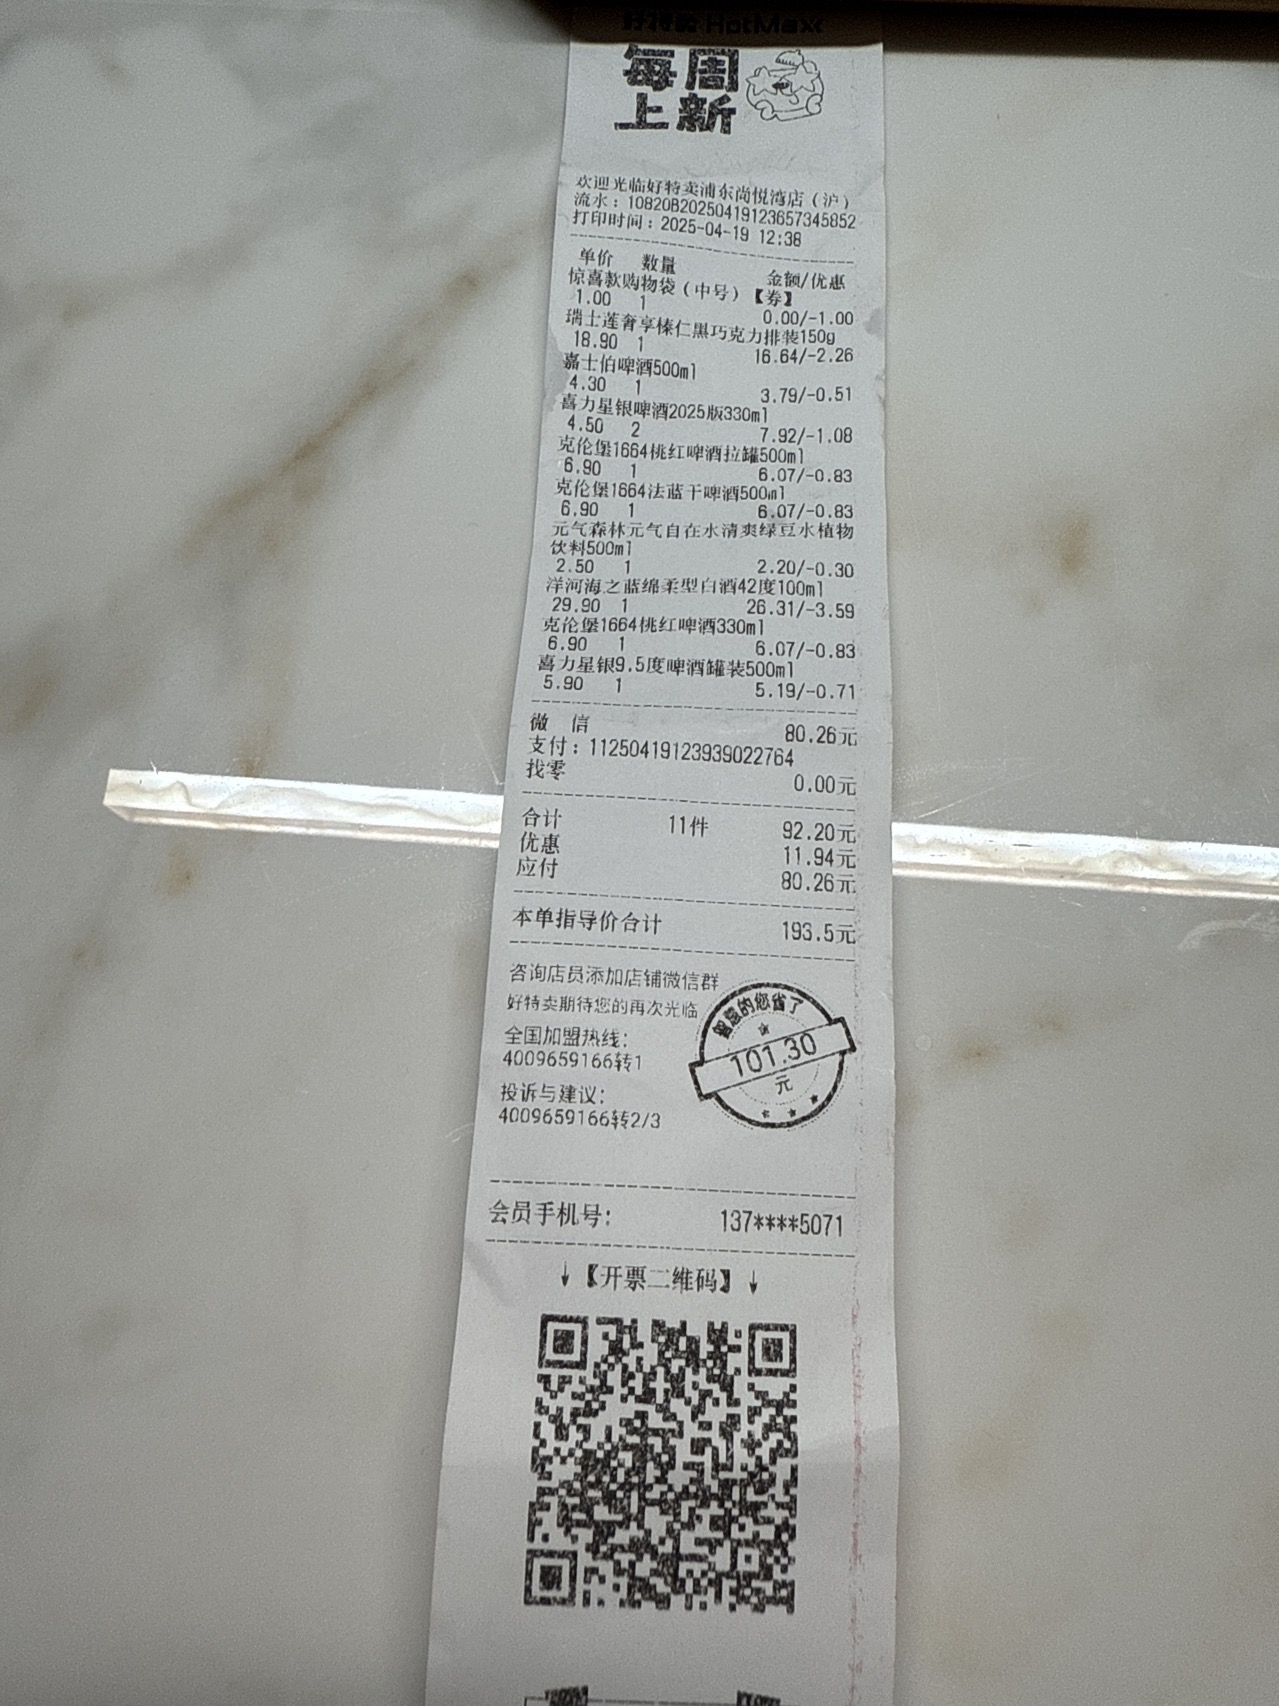 好特卖 HotMaxx
每周
上新
欢迎光临好特卖浦东尚悦湾店（沪）
流水：10820B20250419123657345852
打印时间：2025-04-19 12:38
单价 数量 金额/优惠
惊喜款购物袋（中号）【券】
1.00 1 0.00/-1.00
瑞士莲奢享榛仁黑巧克力排装150g
18.90 1 16.64/-2.26
嘉士伯啤酒500ml
4.30 1 3.79/-0.51
喜力星银啤酒2025版330ml
4.50 2 7.92/-1.08
克伦堡1664桃红啤酒拉罐500ml
6.90 1 6.07/-0.83
克伦堡1664法蓝干啤酒500ml
6.90 1 6.07/-0.83
元气森林元气自在水清爽绿豆水植物
饮料500ml
2.50 1 2.20/-0.30
洋河海之蓝绵柔型白酒42度100ml
29.90 1 26.31/-3.59
克伦堡1664桃红啤酒330ml
6.90 1 6.07/-0.83
喜力星银9.5度啤酒罐装500ml
5.90 1 5.19/-0.71
微 信 80.26元
支付：11250419123939022764
找零 0.00元
合计 11件 92.20元
优惠 11.94元
应付 80.26元
本单指导价合计 193.5元
咨询店员添加店铺微信群
好特卖期待您的再次光临
全国加盟热线：
4009659166转1
投诉与建议：
4009659166转2/3
智慧的您省了
101.30
元
会员手机号： 137****5071
↓【开票二维码】↓